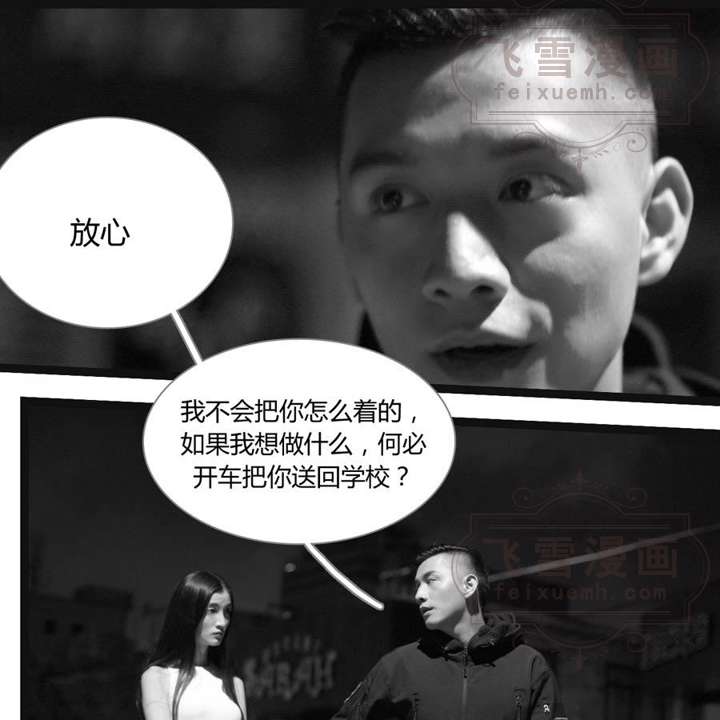 飞雪漫画
feixuemh.com
放心
我不会把你怎么着的，
如果我想做什么，何必
开车把你送回学校？
飞雪漫画
feixuemh.com
SARAH